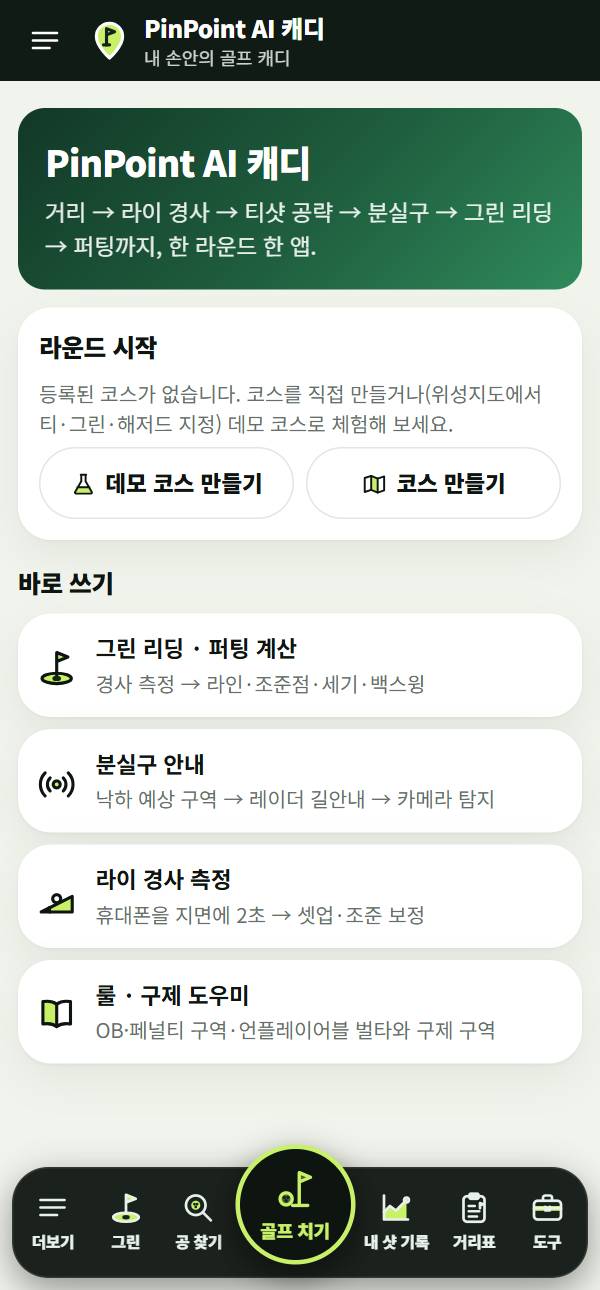 PinPoint AI 캐디
내 손안의 골프 캐디
PinPoint AI 캐디
거리 → 라이 경사 → 티샷 공략 → 분실구 → 그린 리딩
→ 퍼팅까지, 한 라운드 한 앱.
라운드 시작
등록된 코스가 없습니다. 코스를 직접 만들거나(위성지도에서
티·그린·해저드 지정) 데모 코스로 체험해 보세요.
데모 코스 만들기
코스 만들기
바로 쓰기
그린 리딩 · 퍼팅 계산
경사 측정 → 라인·조준점·세기·백스윙
분실구 안내
낙하 예상 구역 → 레이더 길안내 → 카메라 탐지
라이 경사 측정
휴대폰을 지면에 2초 → 셋업·조준 보정
룰 · 구제 도우미
OB·페널티 구역·언플레이어블 벌타와 구제 구역
더보기
그린
공 찾기
골프 치기
내 샷 기록
거리표
도구